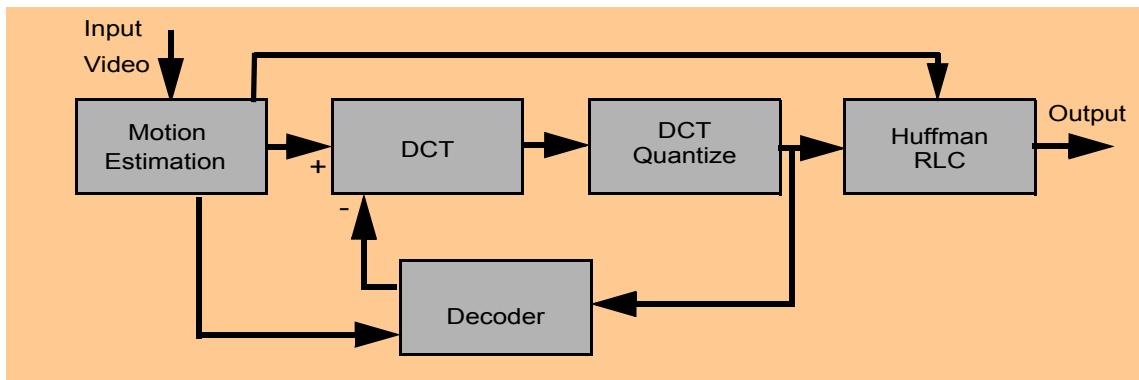 Input
Video
Motion
Estimation
+
DCT
-
DCT
Quantize
Huffman
RLC
Output
Decoder